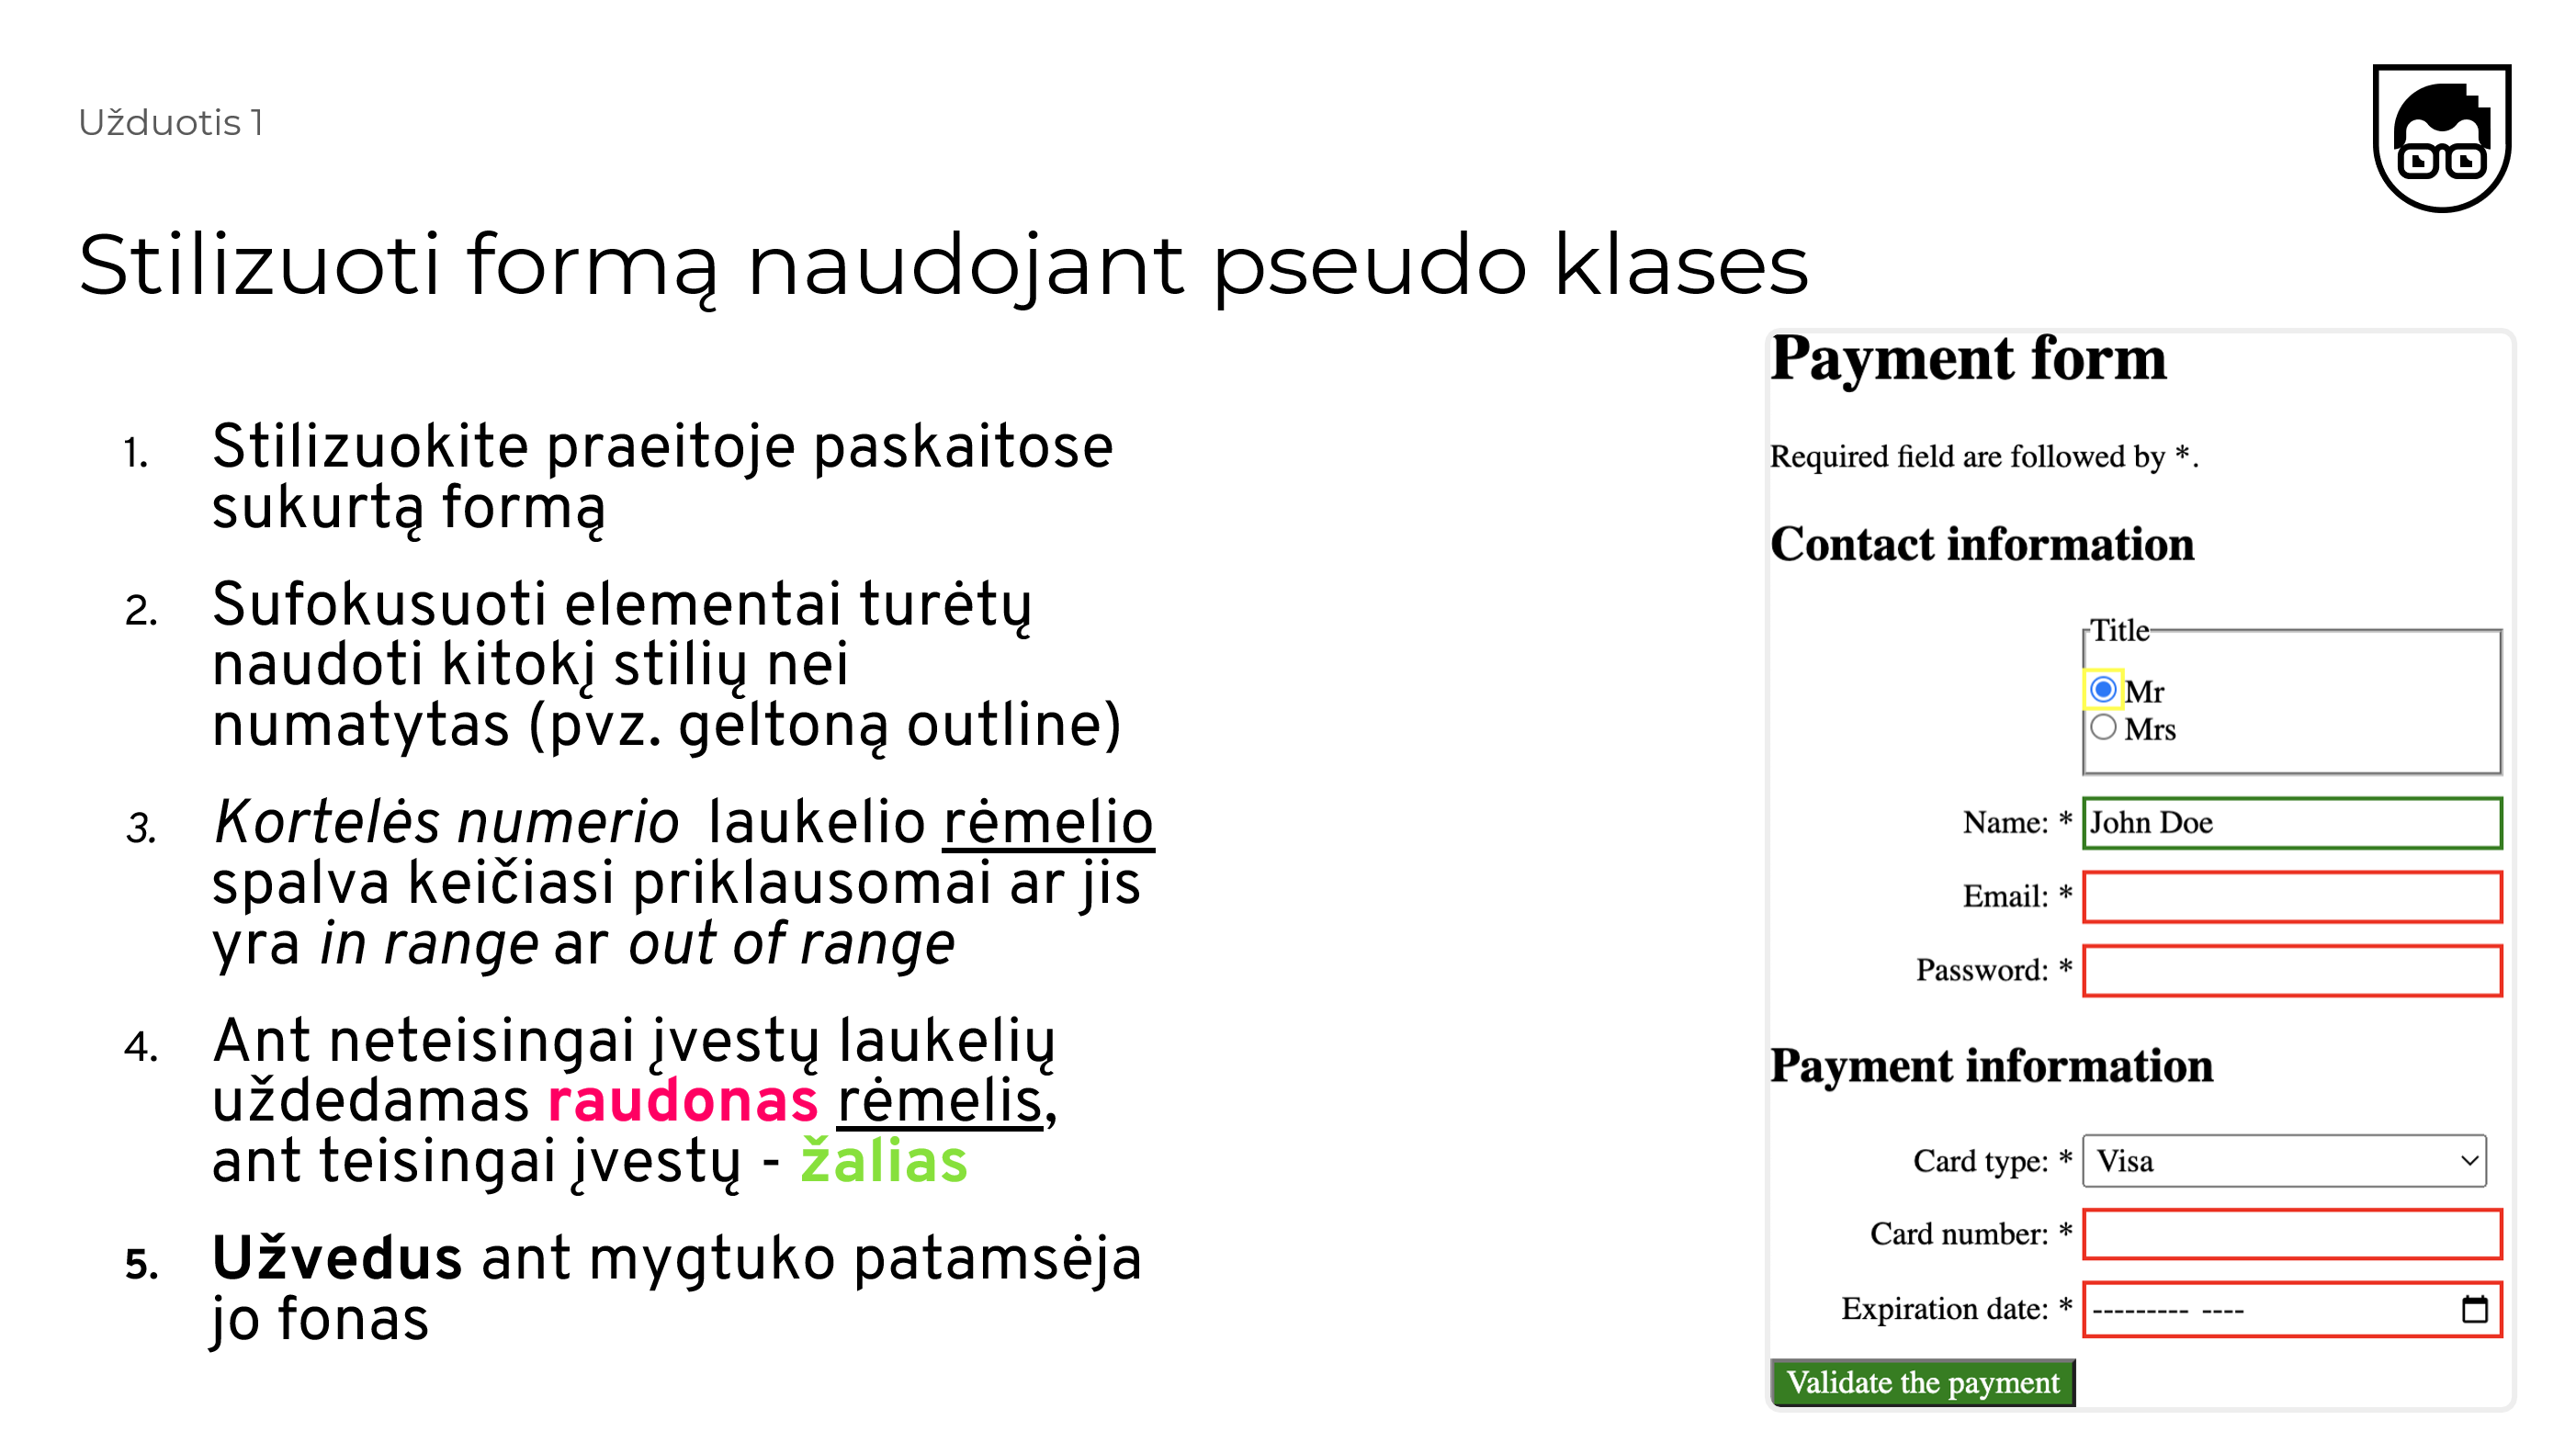 Užduotis 1
Stilizuoti formą naudojant pseudo klases
1. Stilizuokite praeitoje paskaitose
sukurtą formą
2. Sufokusuoti elementai turėtų
naudoti kitokį stilių nei
numatytas (pvz. geltoną outline)
3. Kortelės numerio laukelio rėmelio
spalva keičiasi priklausomai ar jis
yra in range ar out of range
4. Ant neteisingai įvestų laukelių
uždedamas raudonas rėmelis,
ant teisingai įvestų - žalias
5. Užvedus ant mygtuko patamsėja
jo fonas
Payment form
Required field are followed by *.
Contact information
Title
Mr
Mrs
Name: * John Doe
Email: *
Password: *
Payment information
Card type: * Visa
Card number: *
Expiration date: * --------- ----
Validate the payment